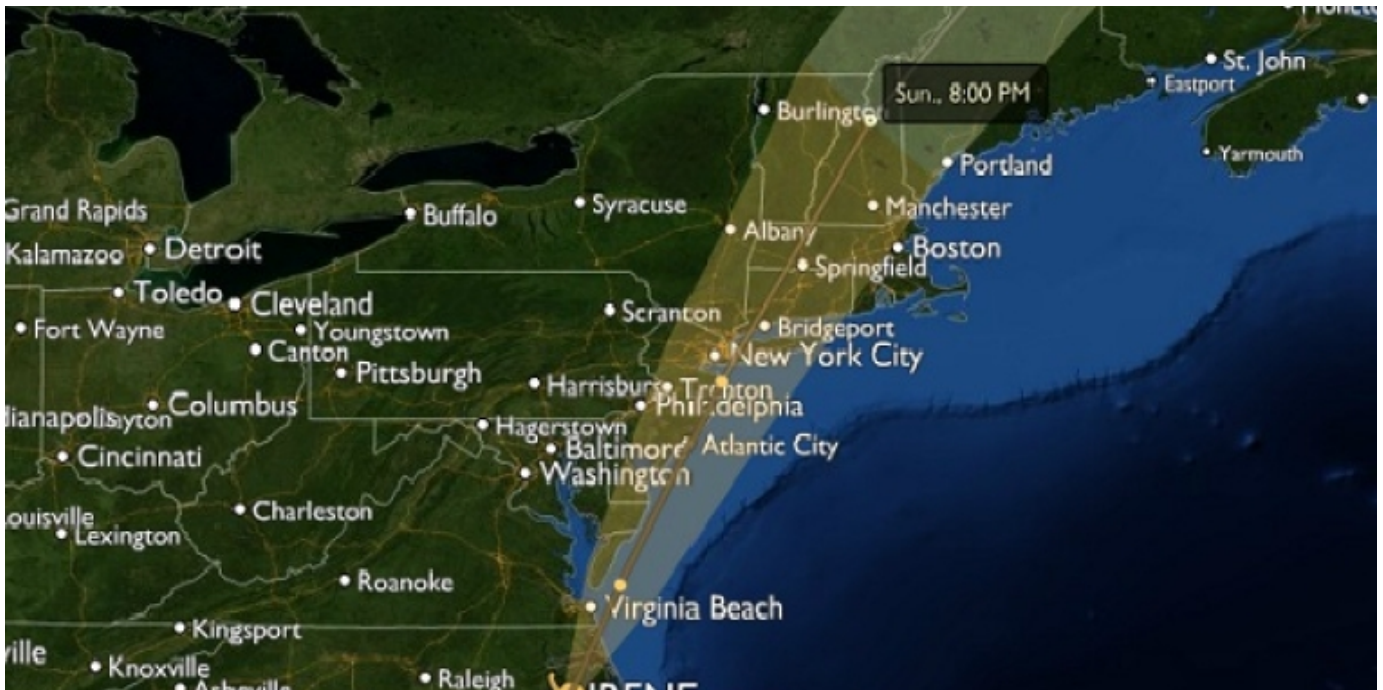 St. John
Eastport
Sun., 8:00 PM
Burlington
Yarmouth
Portland
Grand Rapids
Buffalo
Syracuse
Manchester
Albany
Kalamazoo
Detroit
Boston
Springfield
Toledo
Cleveland
Scranton
Fort Wayne
Youngstown
Bridgeport
Canton
New York City
Pittsburgh
Harrisburg
Trenton
Columbus
Philadelphia
Hagerstown
Baltimore
Atlantic City
Cincinnati
Washington
Charleston
Lexington
Roanoke
Virginia Beach
Kingsport
ville
Knoxville
Raleigh
IRENE